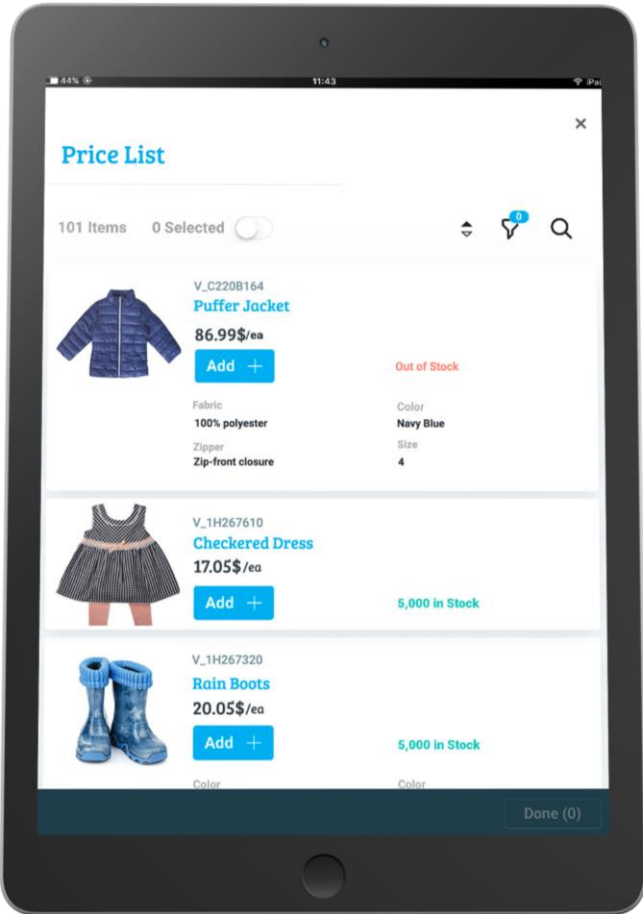 44%
11:43
iPad
×
Price List
101 Items 0 Selected
0
V_C220B164
Puffer Jacket
86.99$/ea
Add +
Out of Stock
Fabric
100% polyester
Color
Navy Blue
Zipper
Zip-front closure
Size
4
V_1H267610
Checkered Dress
17.05$/ea
Add +
5,000 in Stock
V_1H267320
Rain Boots
20.05$/ea
Add +
5,000 in Stock
Color Color
Done (0)